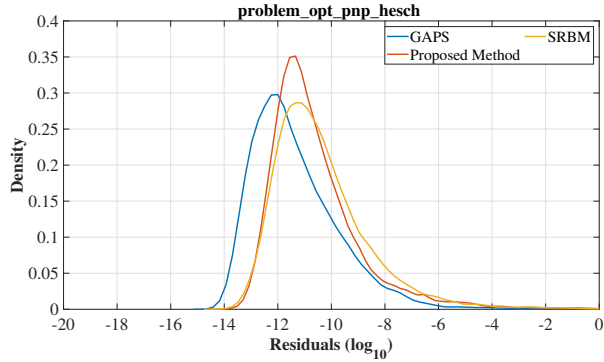 problem_opt_pnp_hesch
GAPS
SRBM
Proposed Method
0.4
0.35
0.3
0.25
0.2
0.15
0.1
0.05
0
Density
-20 -18 -16 -14 -12 -10 -8 -6 -4 -2 0
Residuals (log10)